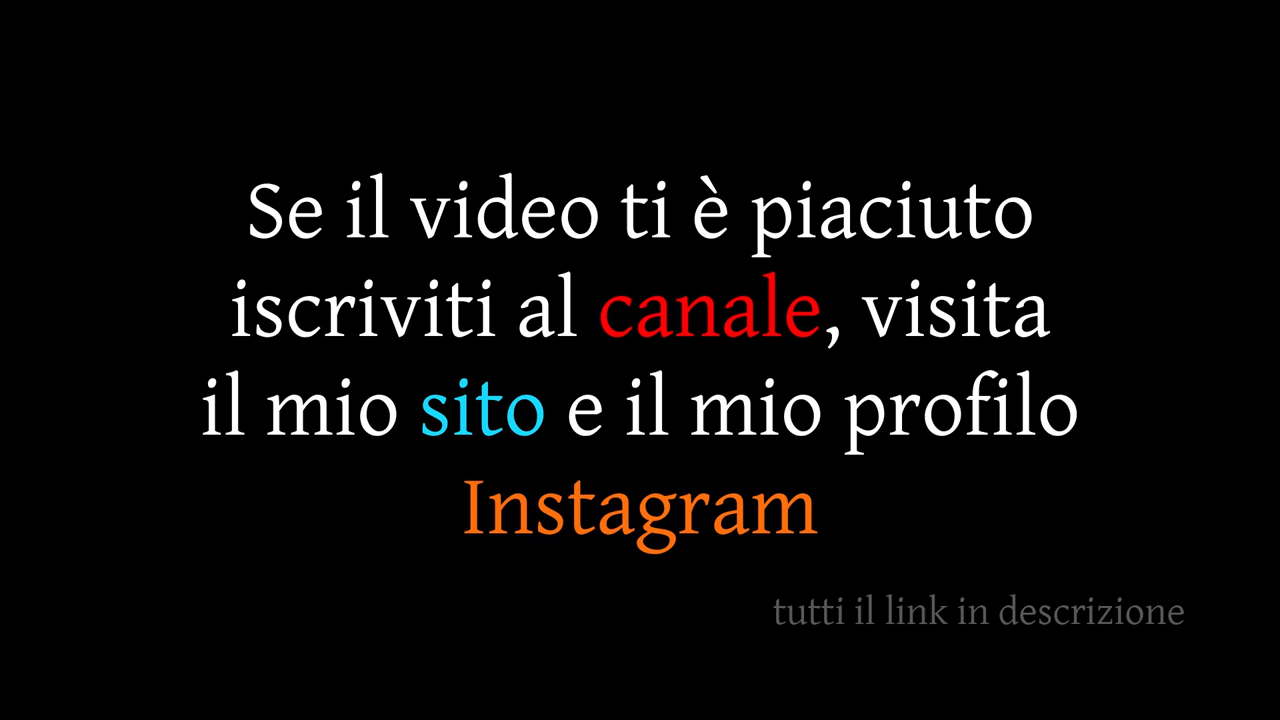 Se il video ti è piaciuto
iscriviti al canale, visita
il mio sito e il mio profilo
Instagram
tutti il link in descrizione